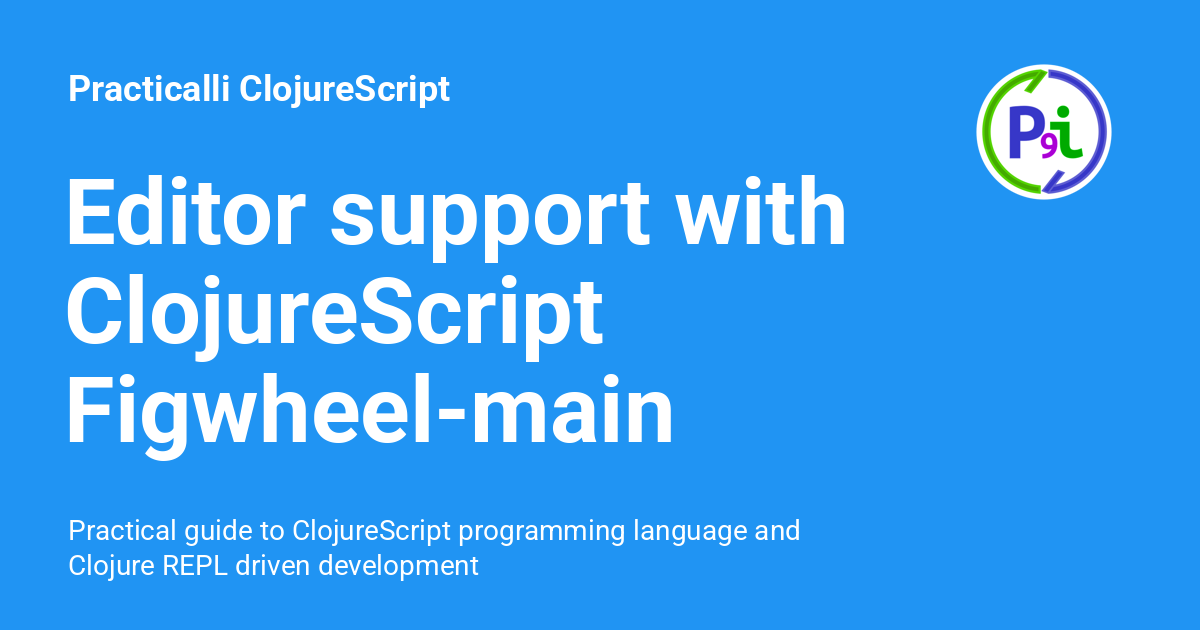 Practicalli ClojureScript
P9i
Editor support with
ClojureScript
Figwheel-main
Practical guide to ClojureScript programming language and
Clojure REPL driven development